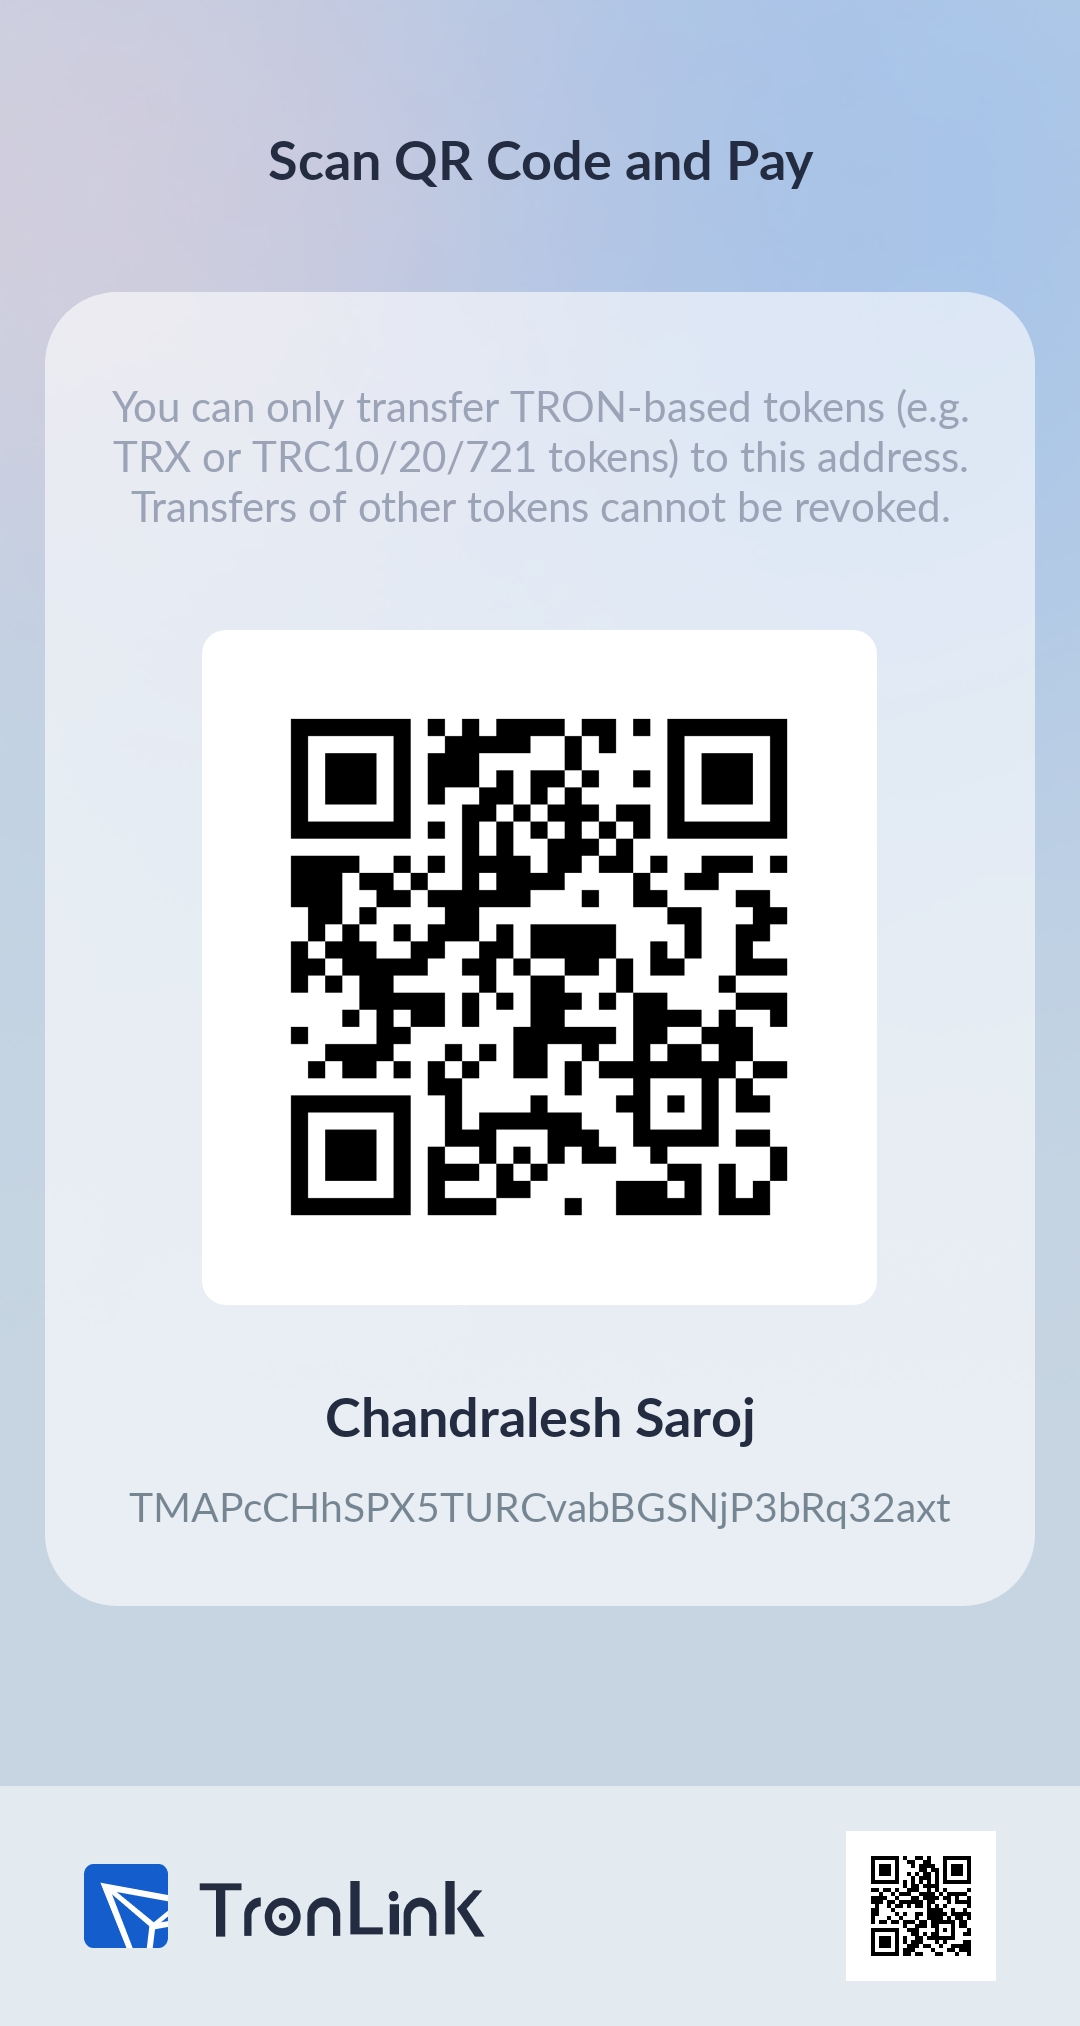 Scan QR Code and Pay
You can only transfer TRON-based tokens (e.g.
TRX or TRC10/20/721 tokens) to this address.
Transfers of other tokens cannot be revoked.
Chandralesh Saroj
TMAPcCHhSPX5TURCvabBGSNjP3bRq32axt
TronLink